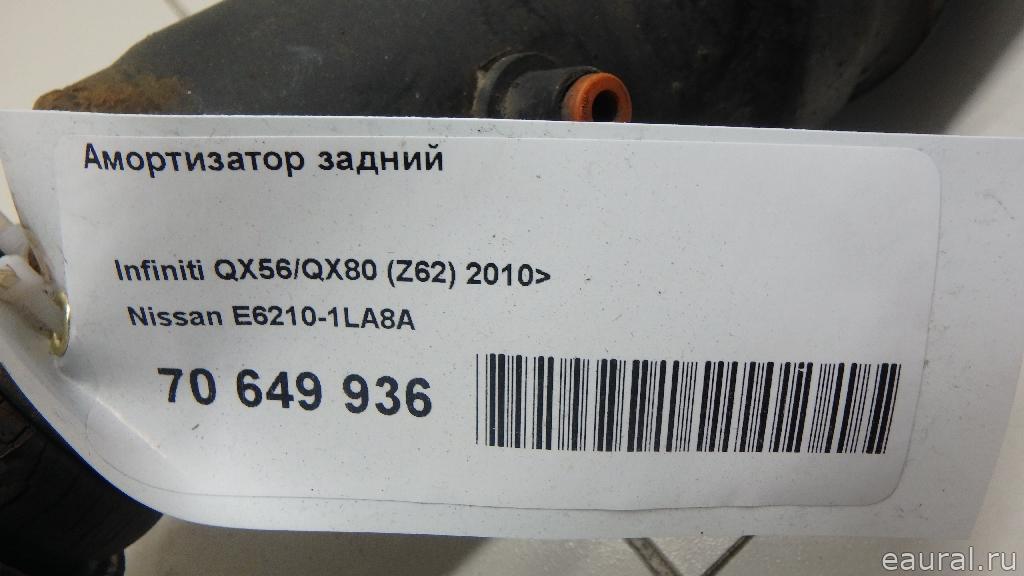 Амортизатор задний
Infiniti QX56/QX80 (Z62) 2010>
Nissan E6210-1LA8A
70 649 936
eaural.ru